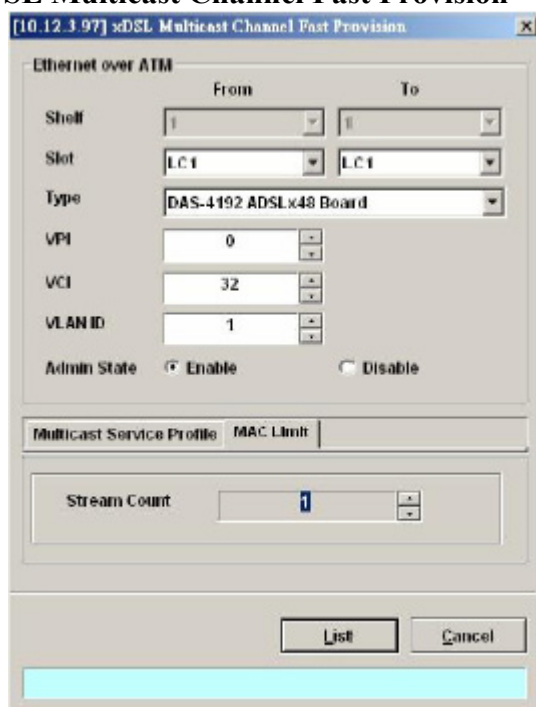 SL Multicast Channel Fast Provision
[10.12.3.97] xDSL Multicast Channel Fast Provision
Ethernet over ATM
From To
Shelf 1 1
Slot LC1 LC1
Type DAS-4192 ADSLx48 Board
VPI 0
VCI 32
VLAN ID 1
Admin State Enable Disable
Multicast Service Profile MAC Limit
Stream Count 1
List Cancel